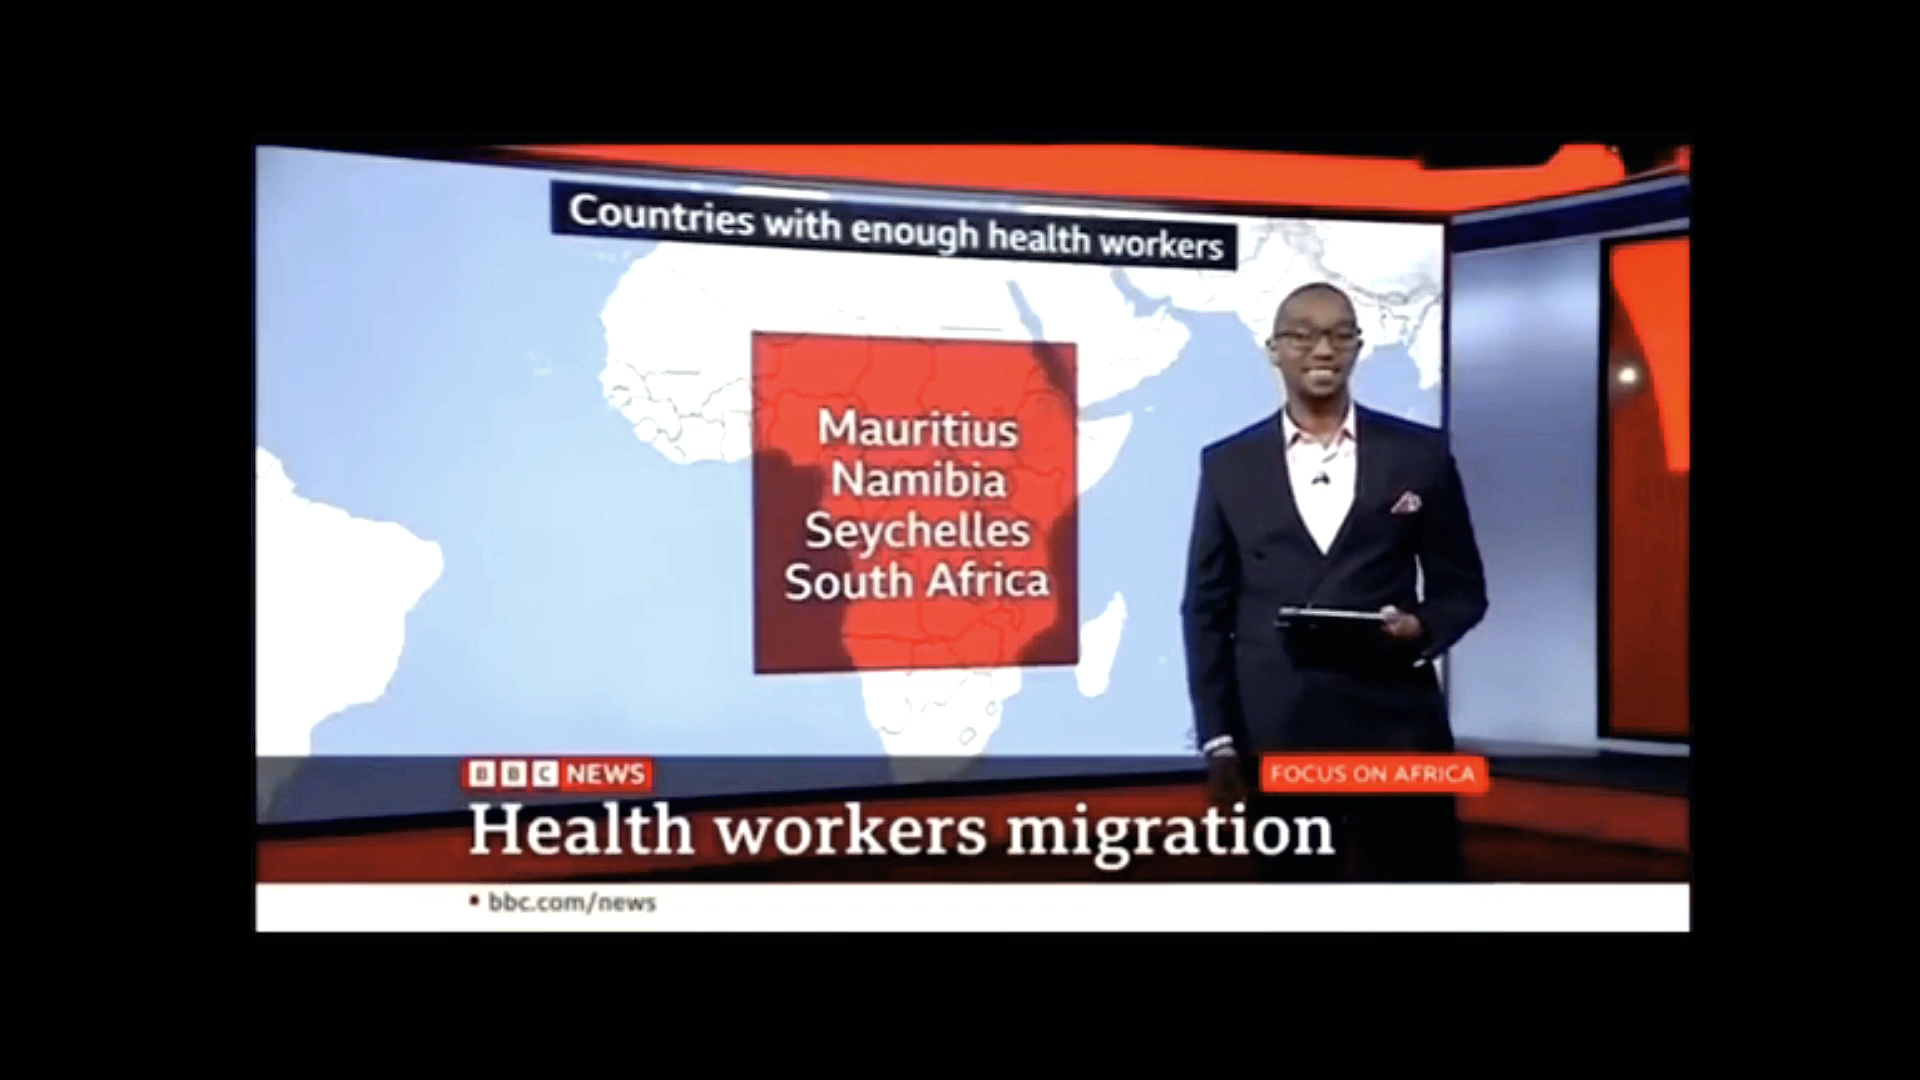 Countries with enough health workers
Mauritius
Namibia
Seychelles
South Africa
BBC NEWS
FOCUS ON AFRICA
Health workers migration
• bbc.com/news